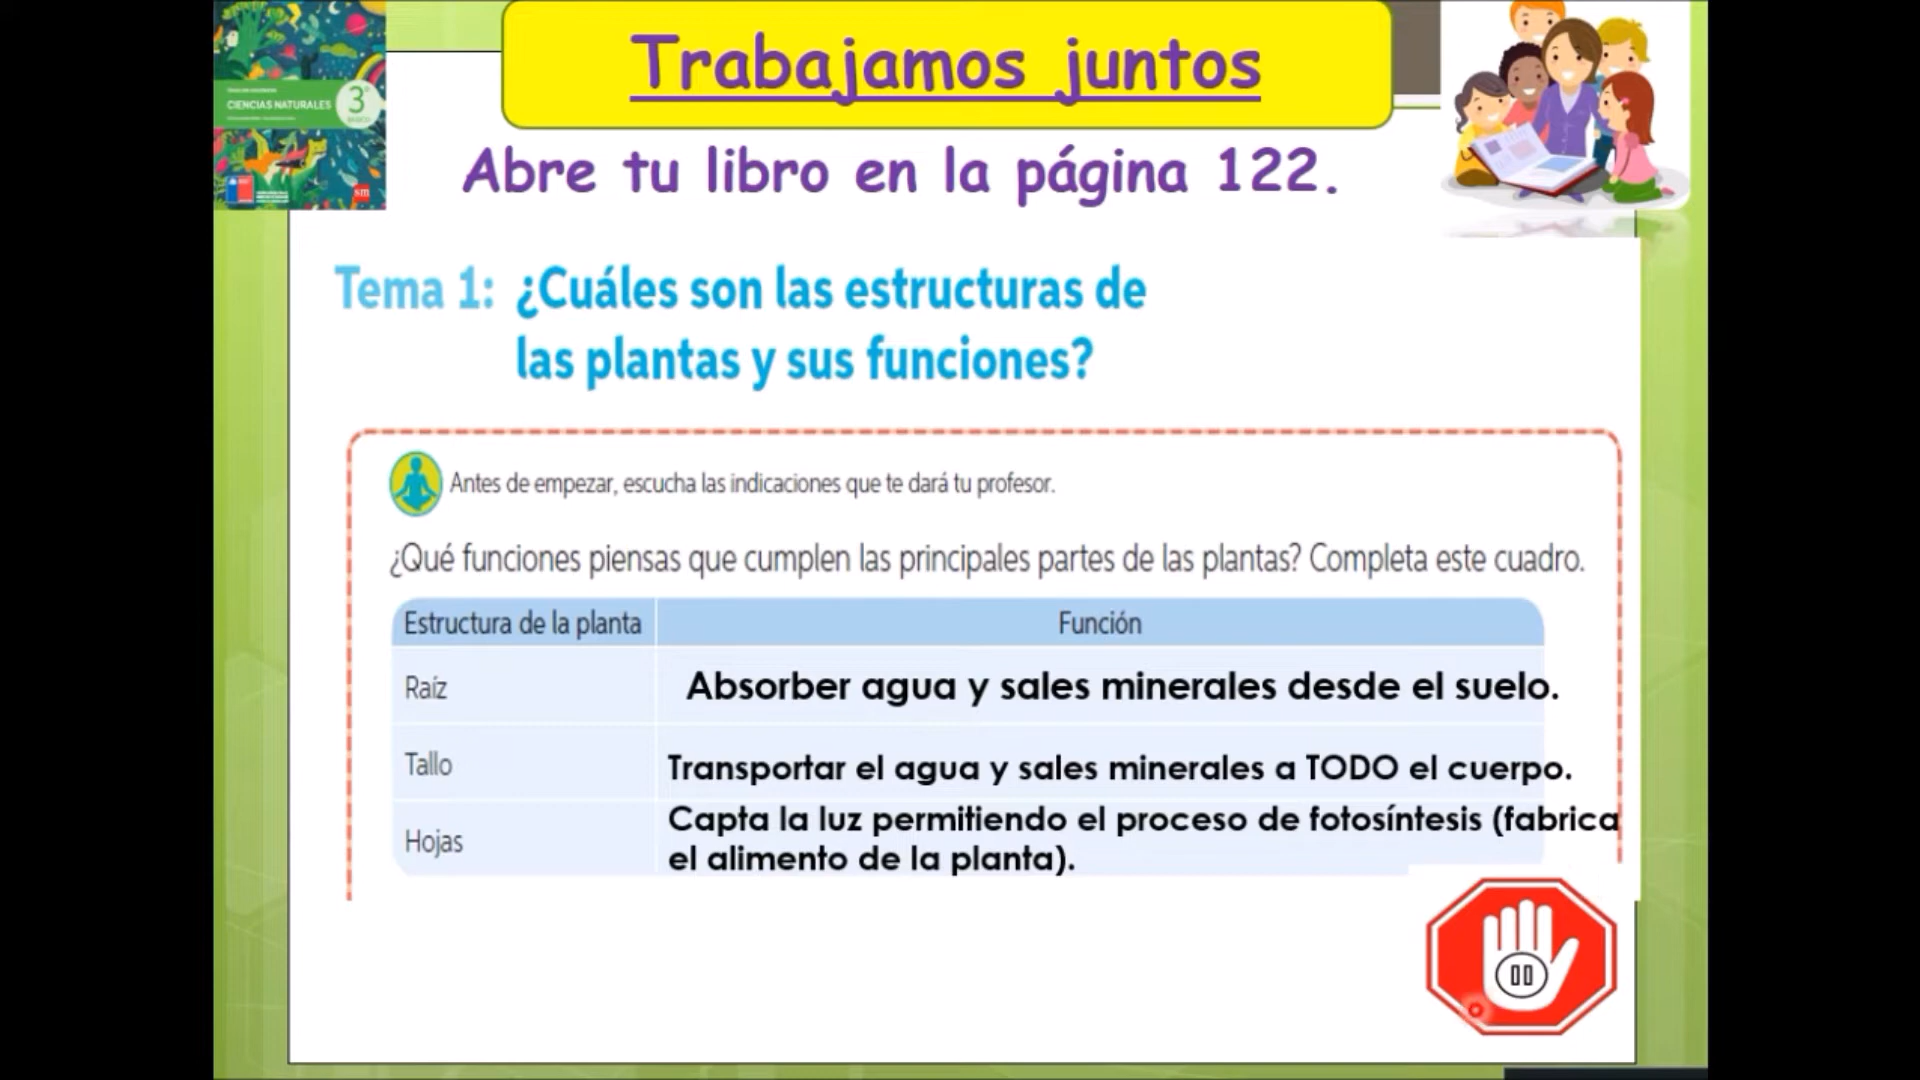 CIENCIAS NATURALES
3°
BÁSICO
sm
Trabajamos juntos
Abre tu libro en la página 122.
Tema 1: ¿Cuáles son las estructuras de
las plantas y sus funciones?
Antes de empezar, escucha las indicaciones que te dará tu profesor.
¿Qué funciones piensas que cumplen las principales partes de las plantas? Completa este cuadro.
Estructura de la planta Función
Raíz Absorber agua y sales minerales desde el suelo.
Tallo Transportar el agua y sales minerales a TODO el cuerpo.
Hojas Capta la luz permitiendo el proceso de fotosíntesis (fabrica
el alimento de la planta).